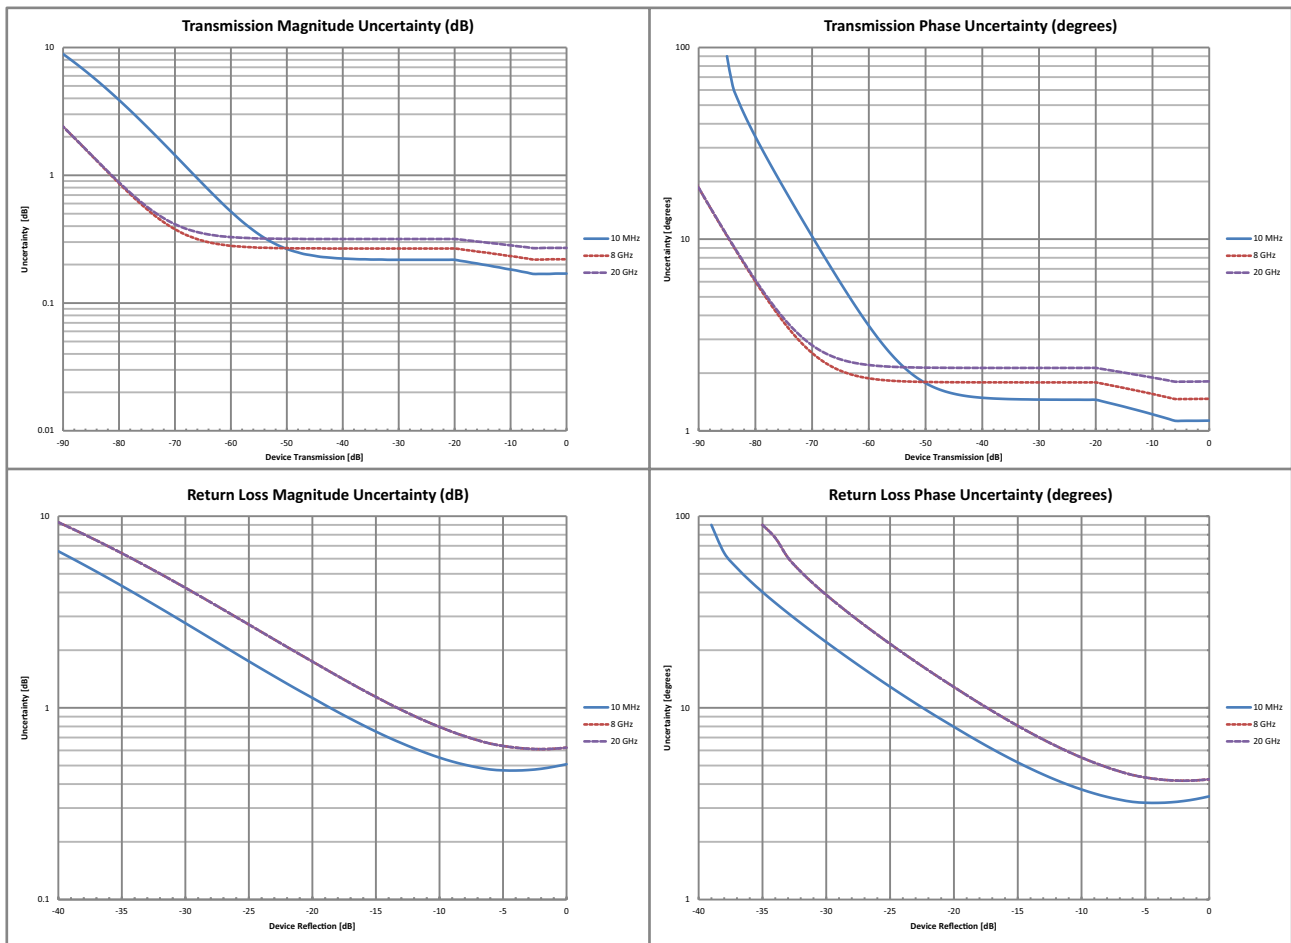 Transmission Magnitude Uncertainty (dB)
10
1
0.1
0.01
Uncertainty [dB]
-90 -80 -70 -60 -50 -40 -30 -20 -10 0
Device Transmission [dB]
10 MHz
8 GHz
20 GHz
Transmission Phase Uncertainty (degrees)
100
10
1
Uncertainty [degrees]
-90 -80 -70 -60 -50 -40 -30 -20 -10 0
Device Transmission [dB]
10 MHz
8 GHz
20 GHz
Return Loss Magnitude Uncertainty (dB)
10
1
0.1
Uncertainty [dB]
-40 -35 -30 -25 -20 -15 -10 -5 0
Device Reflection [dB]
10 MHz
8 GHz
20 GHz
Return Loss Phase Uncertainty (degrees)
100
10
1
Uncertainty [degrees]
-40 -35 -30 -25 -20 -15 -10 -5 0
Device Reflection [dB]
10 MHz
8 GHz
20 GHz